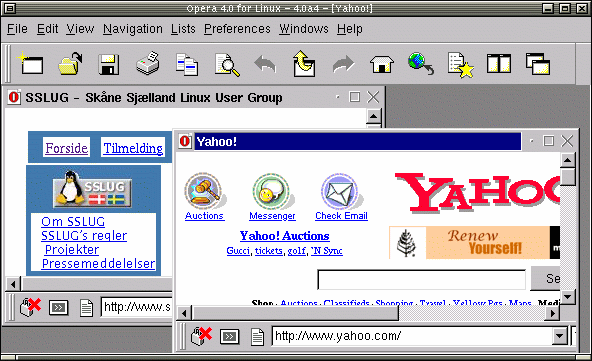 Opera 4.0 for Linux - 4.0a4 - [Yahoo!]
File Edit View Navigation Lists Preferences Windows Help
SSLUG - Skåne Sjælland Linux User Group
Forside Tilmelding
SSLUG
Om SSLUG
SSLUG's regler
Projekter
Pressemeddelelser
http://www.s
Yahoo!
YAHOO
Auctions Messenger Check Email
Yahoo! Auctions
Gucci, tickets, golf, 'N Sync
Renew
Yourself!
Se
Shop · Auctions · Classifieds · Shopping · Travel · Yellow Pgs · Maps Med
http://www.yahoo.com/